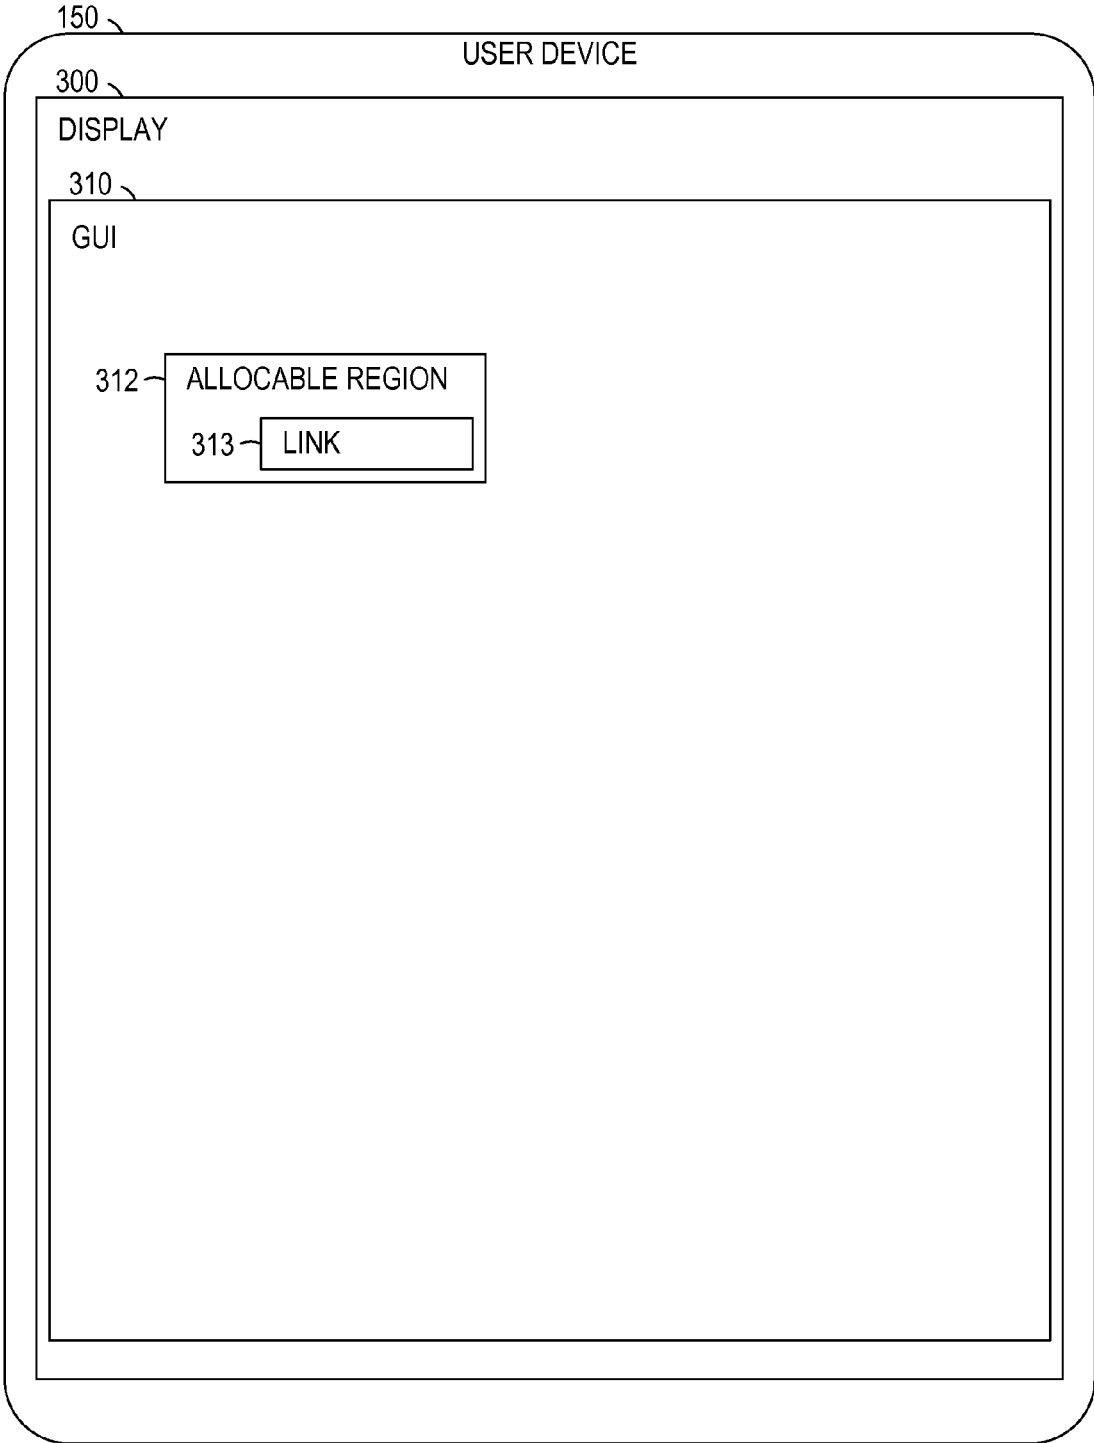 150
USER DEVICE
300
DISPLAY
310
GUI
312 ALLOCABLE REGION
313 LINK